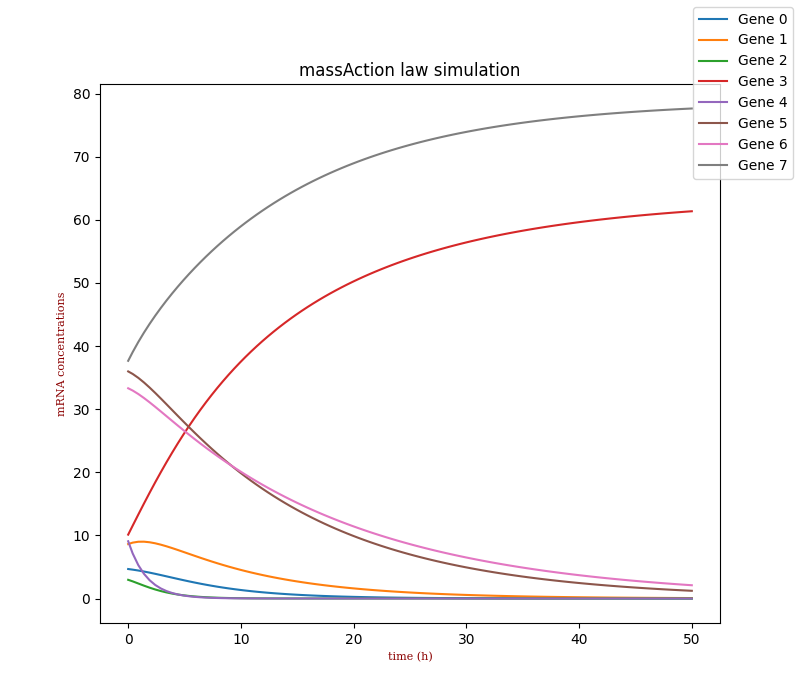 massAction law simulation
Gene 0
Gene 1
Gene 2
Gene 3
Gene 4
Gene 5
Gene 6
Gene 7
mRNA concentrations
80
70
60
50
40
30
20
10
0
0 10 20 30 40 50
time (h)